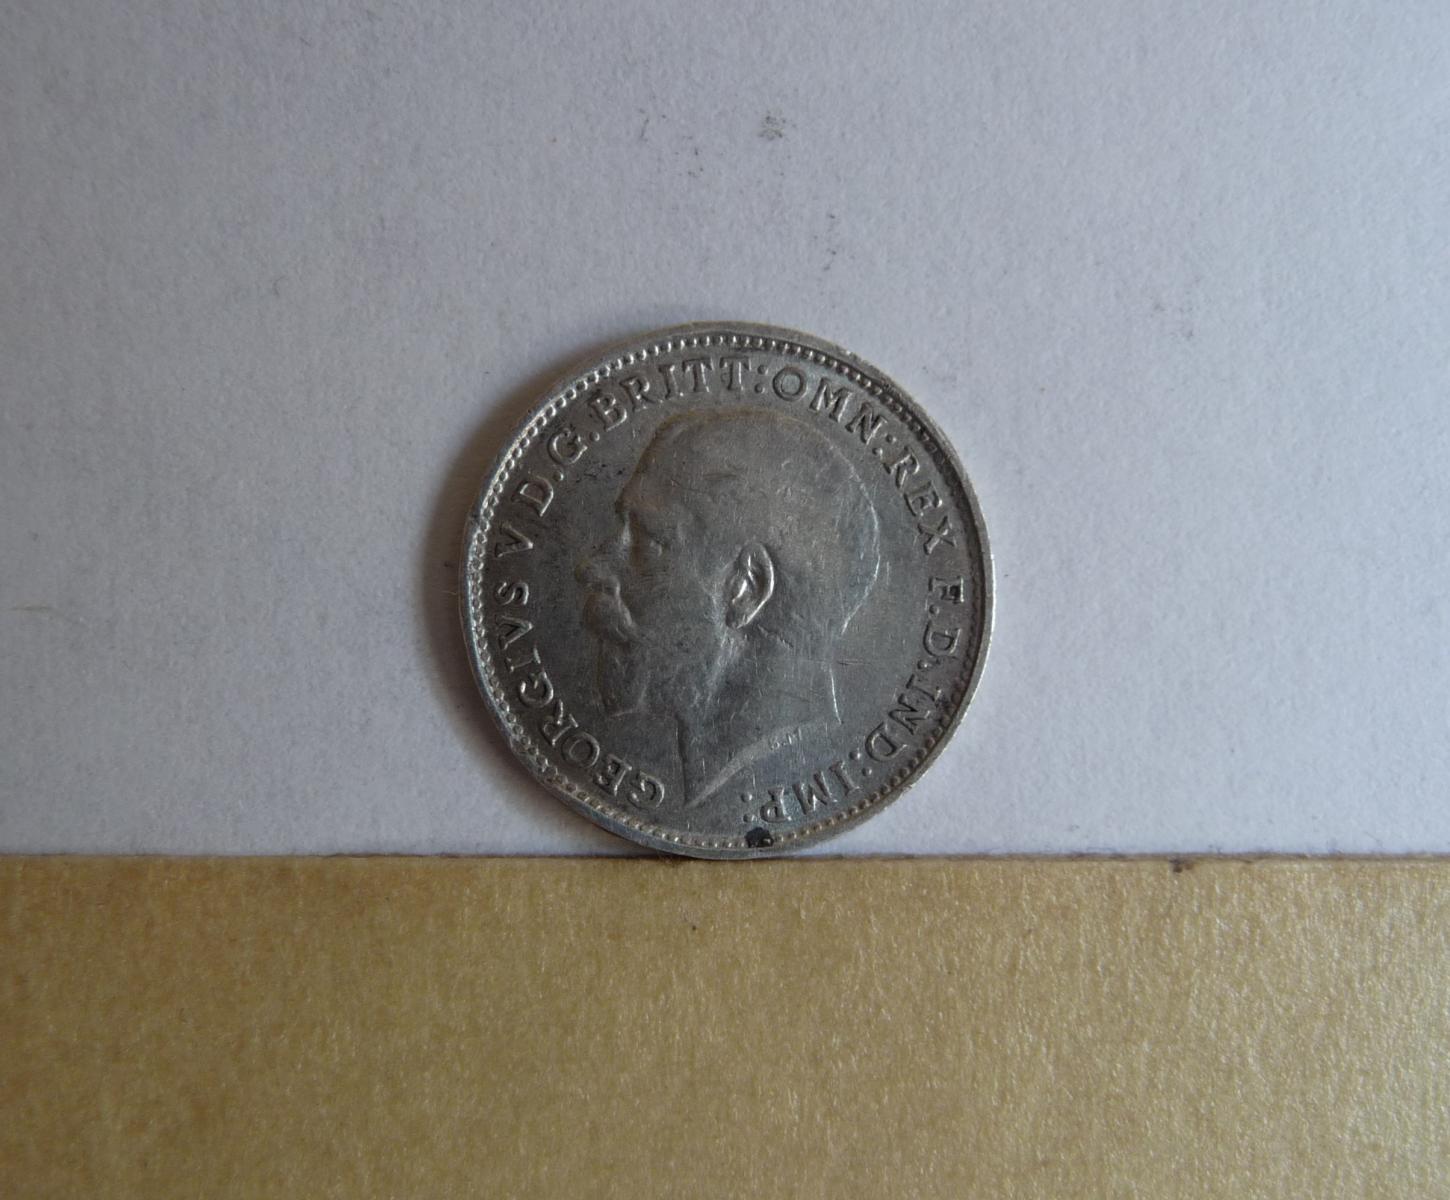 GEORGIVS V D.G.BRITT:OMN:REX F.D.IND:IMP:
B.M